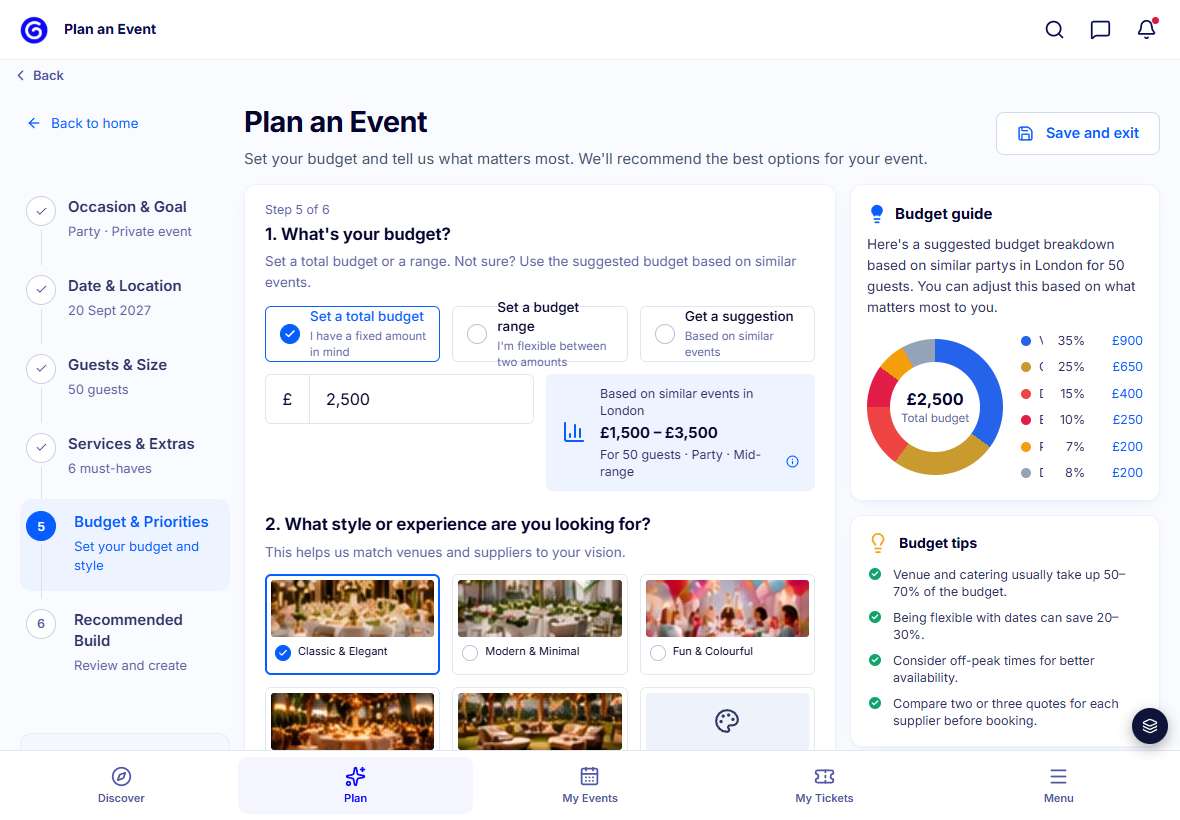 Plan an Event
Back
Back to home
Plan an Event
Set your budget and tell us what matters most. We'll recommend the best options for your event.
Save and exit
Occasion & Goal
Party · Private event
Date & Location
20 Sept 2027
Guests & Size
50 guests
Services & Extras
6 must-haves
5
Budget & Priorities
Set your budget and
style
6
Recommended
Build
Review and create
Step 5 of 6
1. What's your budget?
Set a total budget or a range. Not sure? Use the suggested budget based on similar
events.
Set a total budget
I have a fixed amount
in mind
Set a budget
range
I'm flexible between
two amounts
Get a suggestion
Based on similar
events
£ 2,500
Based on similar events in
London
£1,500 – £3,500
For 50 guests · Party · Mid-
range
2. What style or experience are you looking for?
This helps us match venues and suppliers to your vision.
Classic & Elegant
Modern & Minimal
Fun & Colourful
Budget guide
Here's a suggested budget breakdown
based on similar partys in London for 50
guests. You can adjust this based on what
matters most to you.
£2,500
Total budget
35% £900
25% £650
15% £400
10% £250
7% £200
8% £200
Budget tips
Venue and catering usually take up 50–
70% of the budget.
Being flexible with dates can save 20–
30%.
Consider off-peak times for better
availability.
Compare two or three quotes for each
supplier before booking.
Discover
Plan
My Events
My Tickets
Menu